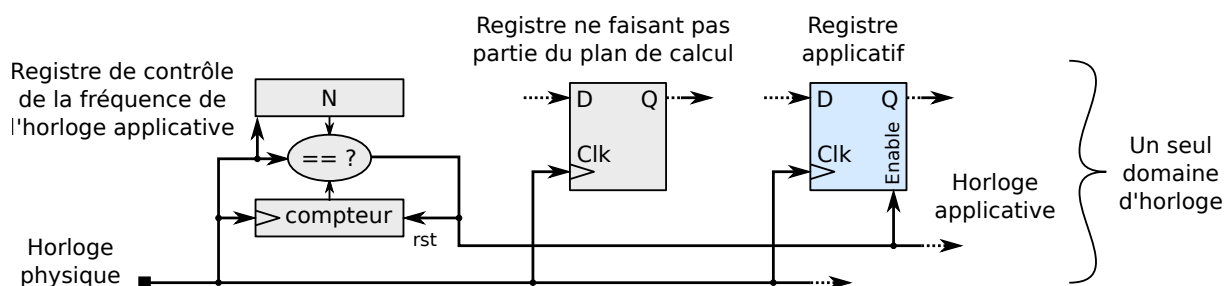 Registre de contrôle
de la fréquence de
l'horloge applicative
N
== ?
compteur
rst
Horloge
physique
Registre ne faisant pas
partie du plan de calcul
D
Q
Clk
Registre
applicatif
D
Q
Clk
Enable
Horloge
applicative
Un seul
domaine
d'horloge